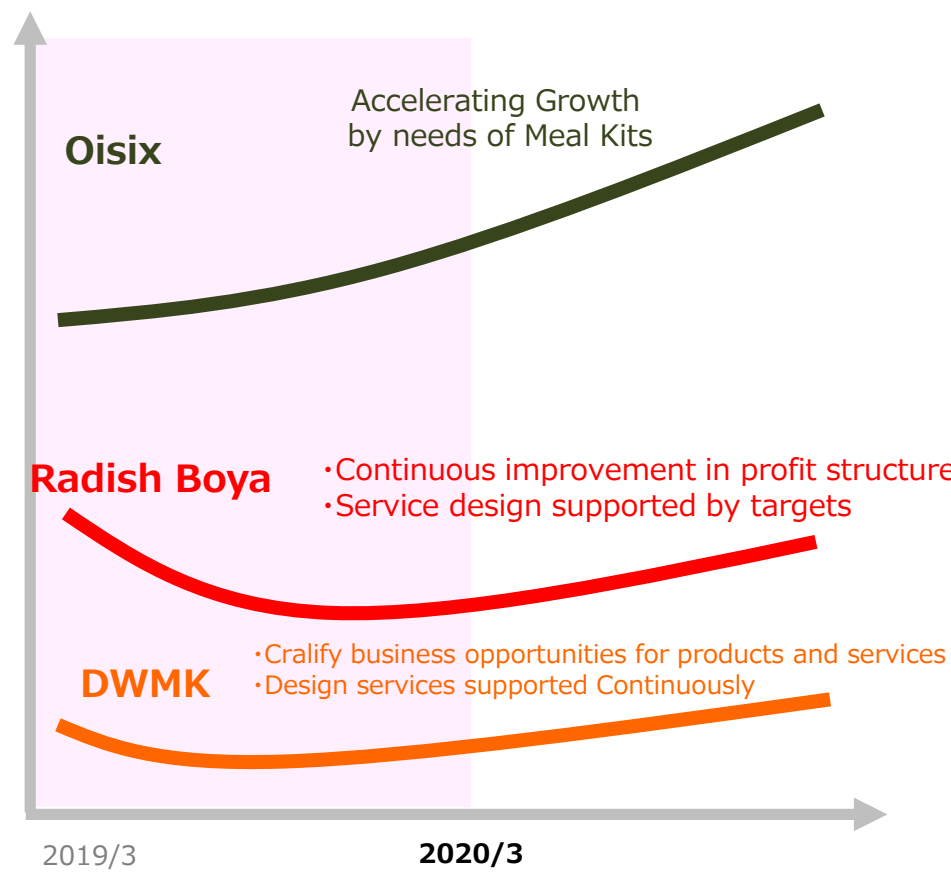 Accelerating Growth
by needs of Meal Kits
Oisix
Radish Boya
・Continuous improvement in profit structure
・Service design supported by targets
DWMK
・Cralify business opportunities for products and services
・Design services supported Continuously
2019/3
2020/3